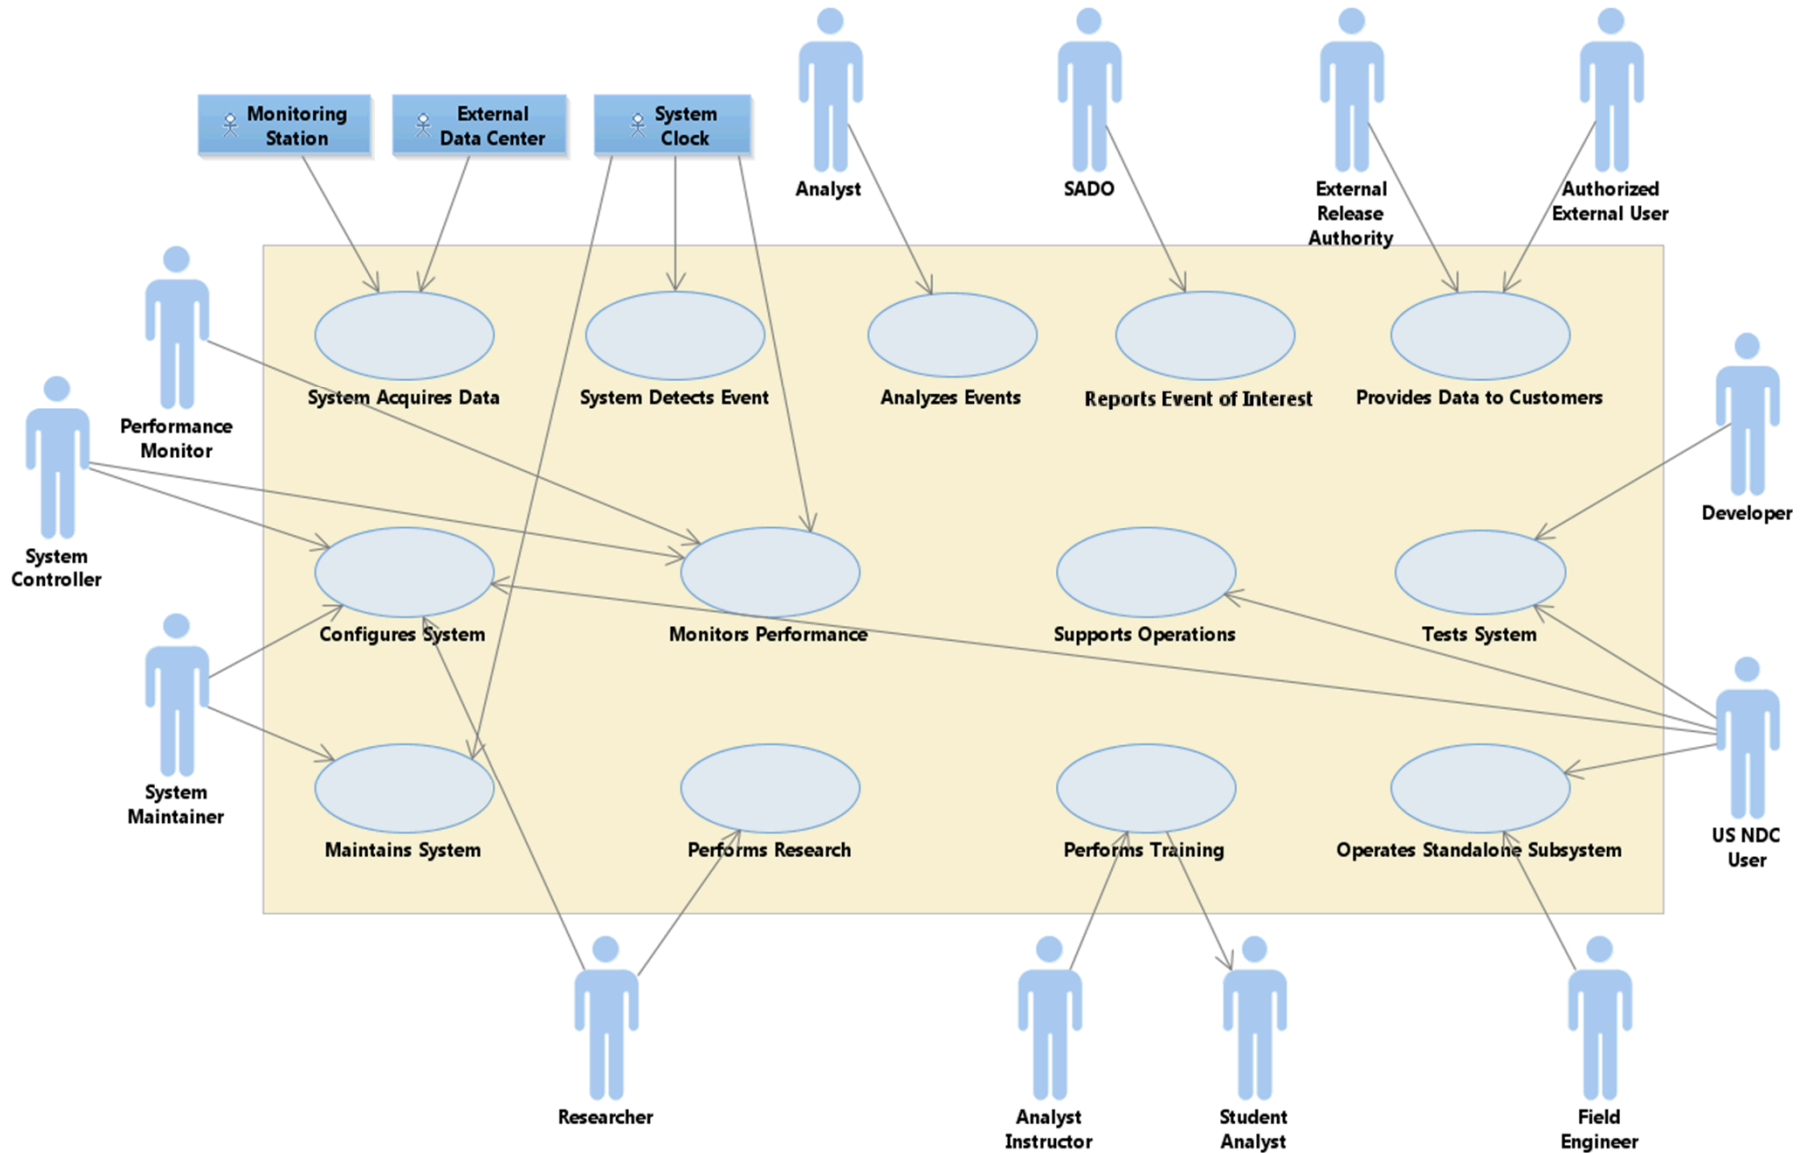 Monitoring
Station
External
Data Center
System
Clock
Analyst
SADO
External
Release
Authority
Authorized
External User
Performance
Monitor
System Acquires Data
System Detects Event
Analyzes Events
Reports Event of Interest
Provides Data to Customers
Developer
System
Controller
Configures System
Monitors Performance
Supports Operations
Tests System
System
Maintainer
Maintains System
Performs Research
Performs Training
Operates Standalone Subsystem
US NDC
User
Researcher
Analyst
Instructor
Student
Analyst
Field
Engineer